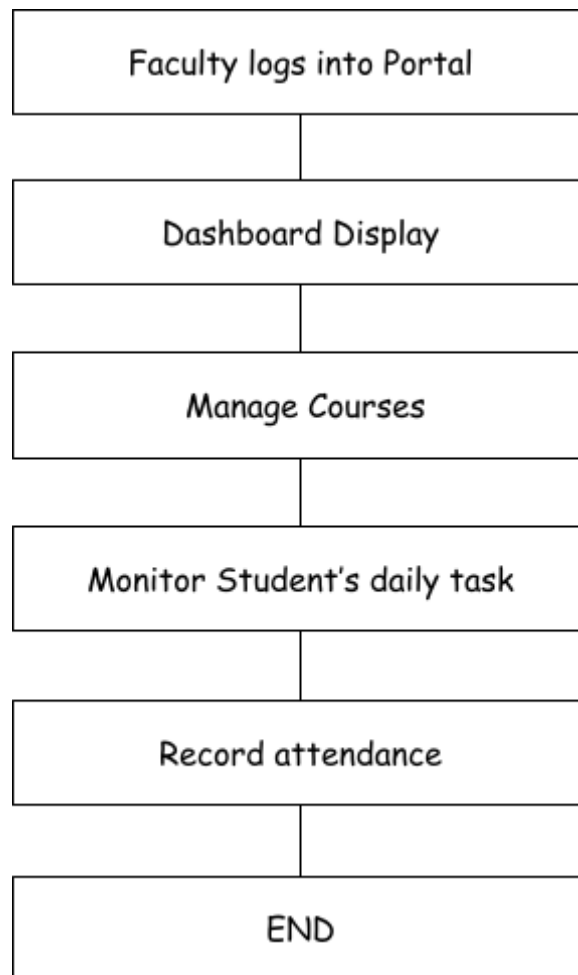 Faculty logs into Portal
Dashboard Display
Manage Courses
Monitor Student's daily task
Record attendance
END